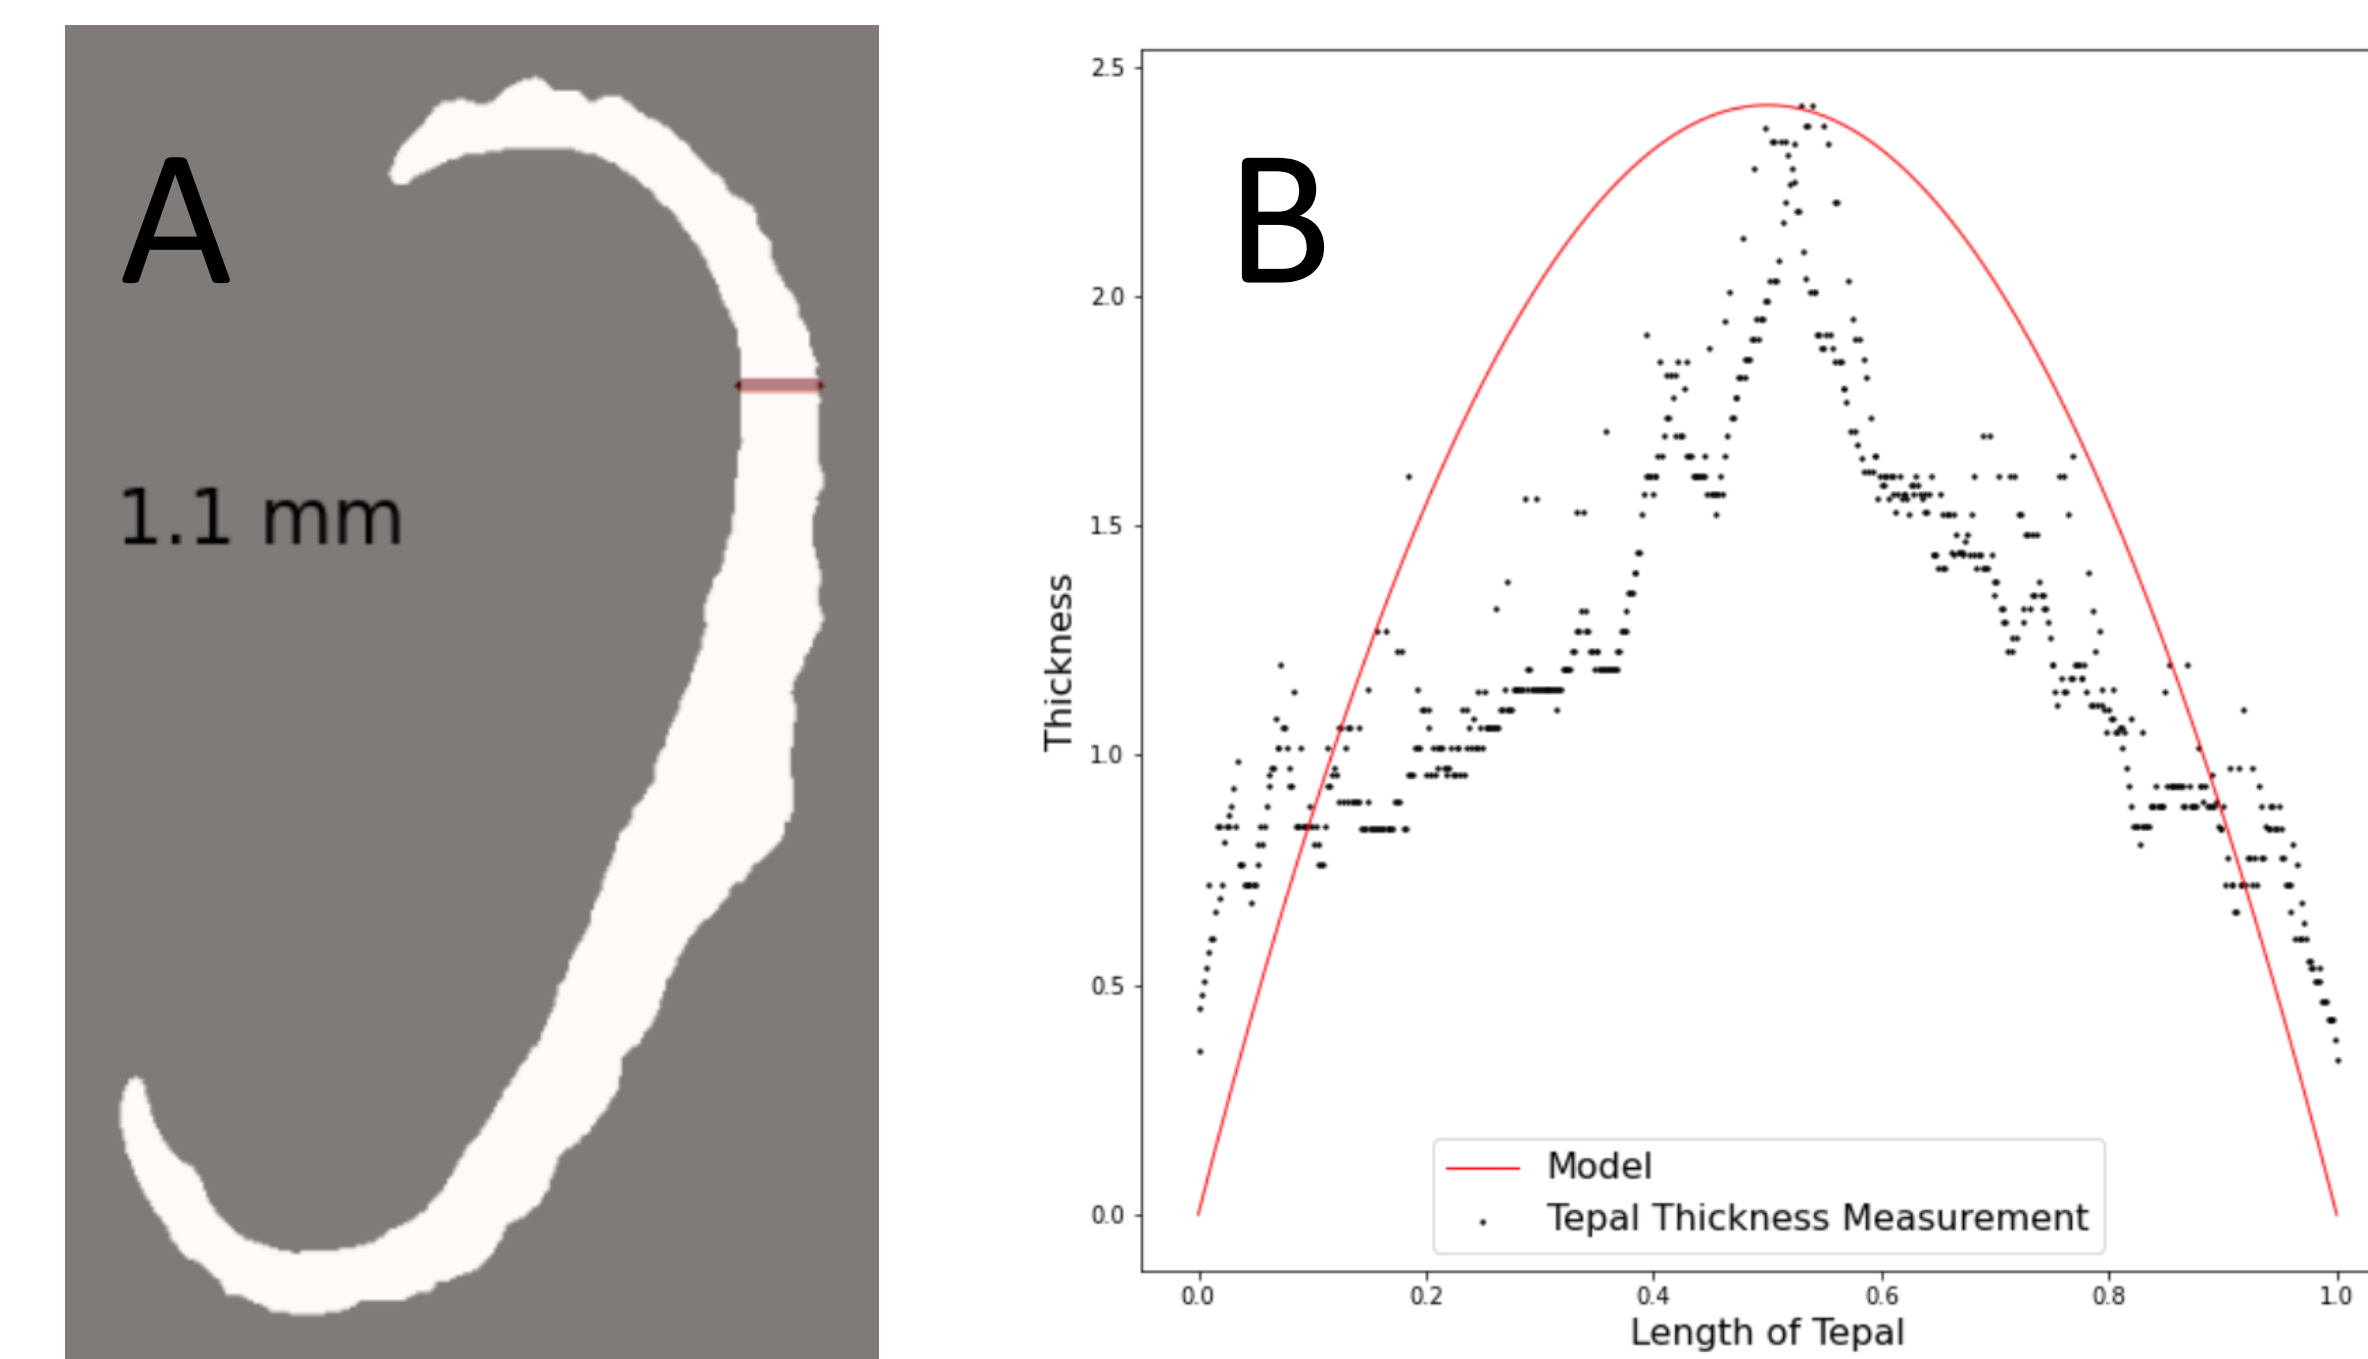 A
1.1 mm
B
Thickness
2.5
2.0
1.5
1.0
0.5
0.0
Model
Tepal Thickness Measurement
0.0 0.2 0.4 0.6 0.8 1.0
Length of Tepal